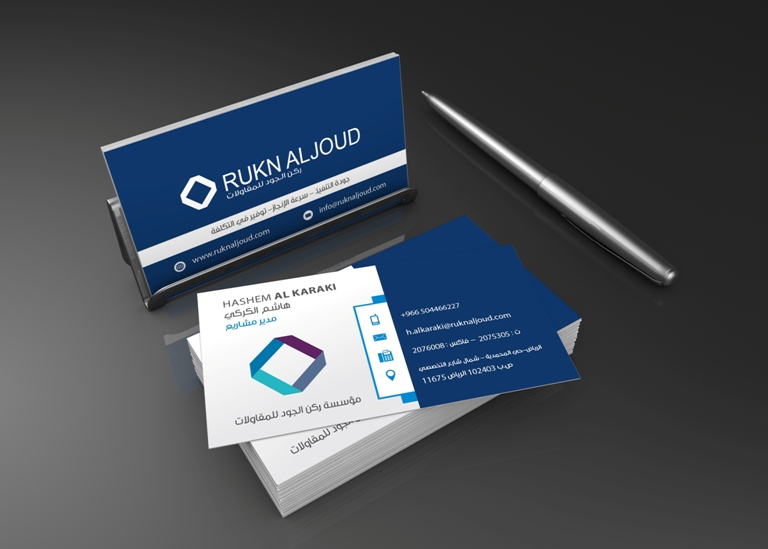 RUKN ALJOUD
ركن الجود للمقاولات
جودة التنفيذ - سرعة الإنجاز - توفير في التكلفة
www.ruknaljoud.com
info@ruknaljoud.com
HASHEM AL KARAKI
هاشم الكركي
مدير مشاريع
مؤسسة ركن الجود للمقاولات
+966 504466227
h.alkaraki@ruknaljoud.com
ت : 2075305 – فاكس : 2076008
الرياض-حي المحمدية - شمال شارع التخصصي
ص.ب 102403 الرياض 11675
الجود للمقاولات